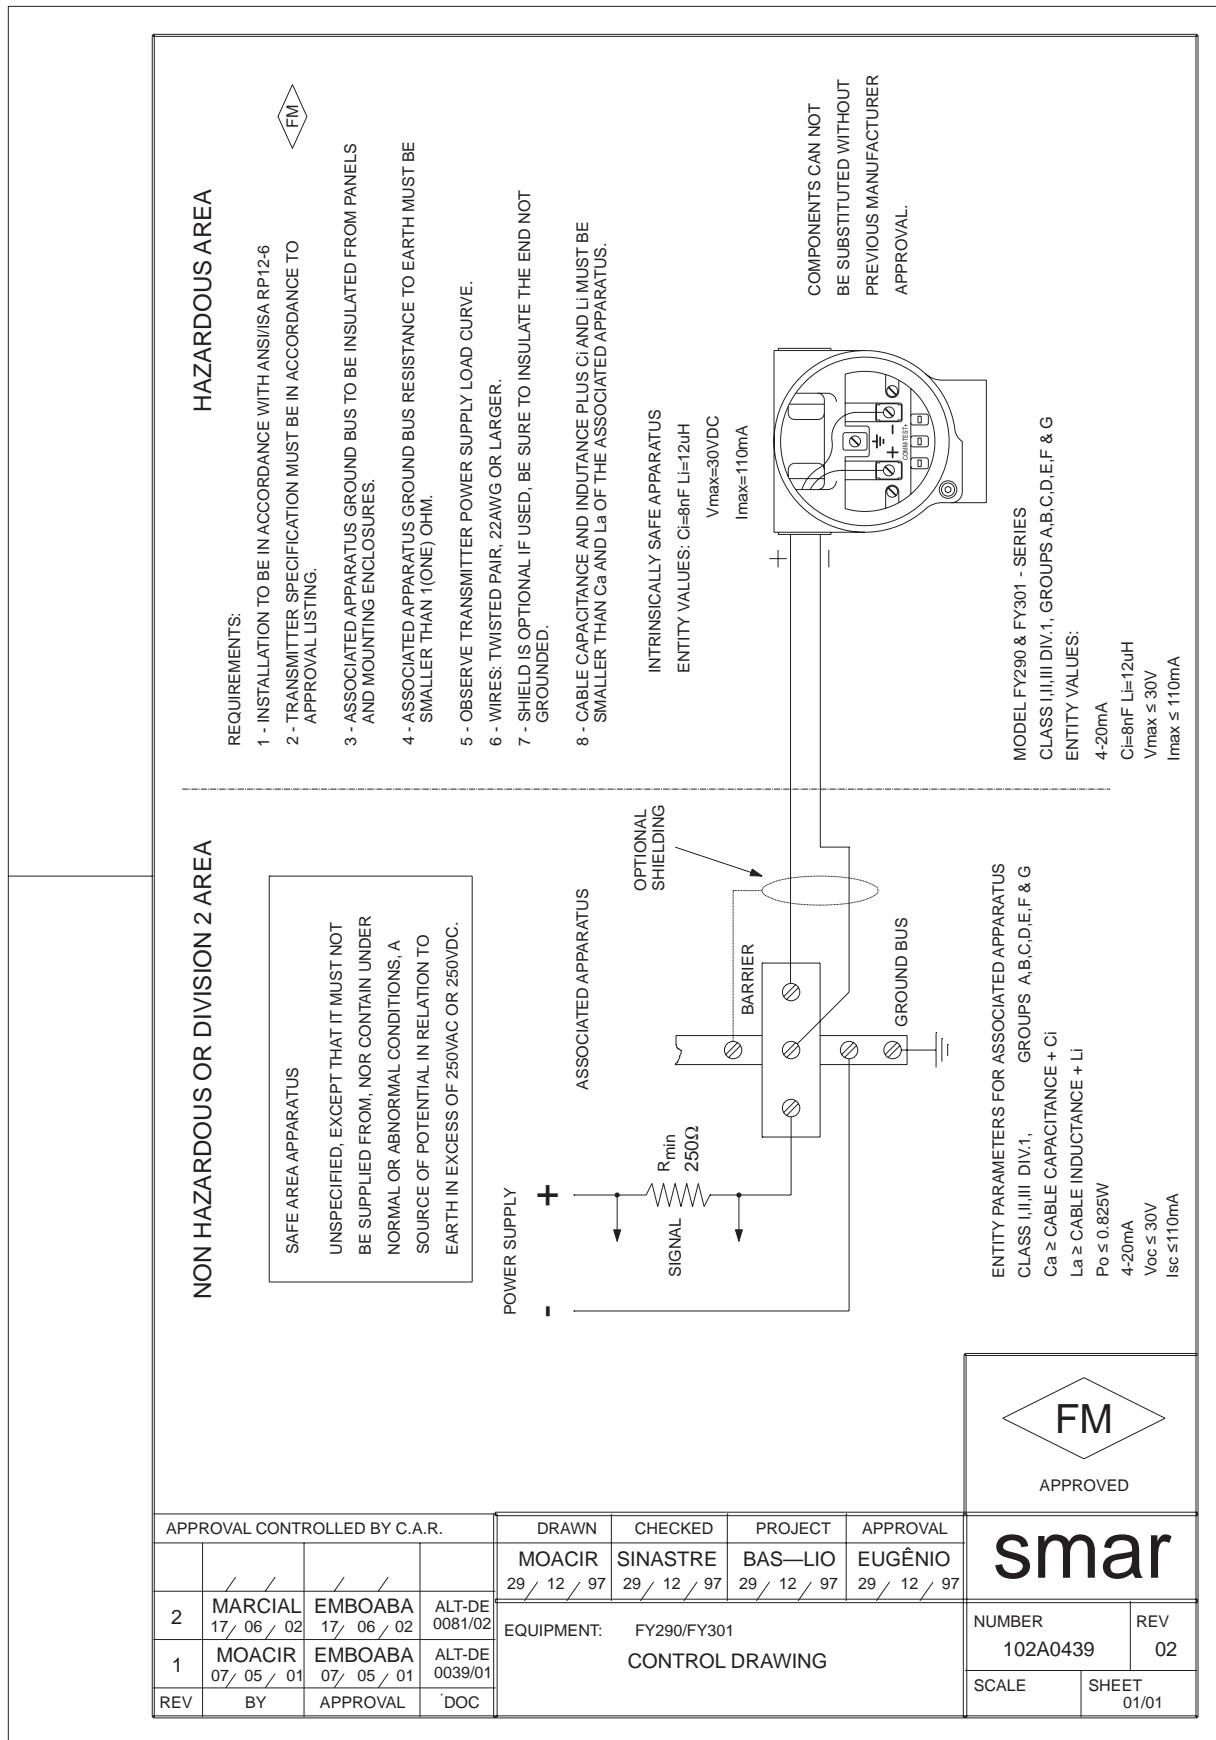 NON HAZARDOUS OR DIVISION 2 AREA
SAFE AREA APPARATUS
UNSPECIFIED, EXCEPT THAT IT MUST NOT
BE SUPPLIED FROM, NOR CONTAIN UNDER
NORMAL OR ABNORMAL CONDITIONS, A
SOURCE OF POTENTIAL IN RELATION TO
EARTH IN EXCESS OF 250VAC OR 250VDC.
POWER SUPPLY
-
+
SIGNAL
Rmin
250Ω
ASSOCIATED APPARATUS
OPTIONAL
SHIELDING
BARRIER
GROUND BUS
ENTITY PARAMETERS FOR ASSOCIATED APPARATUS
CLASS I,II,III DIV.1, GROUPS A,B,C,D,E,F & G
Ca ≥ CABLE CAPACITANCE + Ci
La ≥ CABLE INDUCTANCE + Li
Po ≤ 0.825W
4-20mA
Voc ≤ 30V
Isc ≤110mA
HAZARDOUS AREA
FM
REQUIREMENTS:
1 - INSTALLATION TO BE IN ACCORDANCE WITH ANSI/ISA RP12-6
2 - TRANSMITTER SPECIFICATION MUST BE IN ACCORDANCE TO
APPROVAL LISTING.
3 - ASSOCIATED APPARATUS GROUND BUS TO BE INSULATED FROM PANELS
AND MOUNTING ENCLOSURES.
4 - ASSOCIATED APPARATUS GROUND BUS RESISTANCE TO EARTH MUST BE
SMALLER THAN 1(ONE) OHM.
5 - OBSERVE TRANSMITTER POWER SUPPLY LOAD CURVE.
6 - WIRES: TWISTED PAIR, 22AWG OR LARGER.
7 - SHIELD IS OPTIONAL IF USED, BE SURE TO INSULATE THE END NOT
GROUNDED.
8 - CABLE CAPACITANCE AND INDUTANCE PLUS Ci AND Li MUST BE
SMALLER THAN Ca AND La OF THE ASSOCIATED APPARATUS.
INTRINSICALLY SAFE APPARATUS
ENTITY VALUES: Ci=8nF Li=12uH
Vmax=30VDC
Imax=110mA
COMPONENTS CAN NOT
BE SUBSTITUTED WITHOUT
PREVIOUS MANUFACTURER
APPROVAL.
+
-
+ -
COMM-TEST+
MODEL FY290 & FY301 - SERIES
CLASS I,II,III DIV.1, GROUPS A,B,C,D,E,F & G
ENTITY VALUES:
4-20mA
Ci=8nF Li=12uH
Vmax ≤ 30V
Imax ≤ 110mA
FM
APPROVED
APPROVAL CONTROLLED BY C.A.R.
DRAWN CHECKED PROJECT APPROVAL
MOACIR SINASTRE BAS—LIO EUGÊNIO
29 / 12 / 97 29 / 12 / 97 29 / 12 / 97 29 / 12 / 97
smar
/ / / /
2 MARCIAL EMBOABA ALT-DE
17/ 06 / 02 17/ 06 / 02 0081/02
1 MOACIR EMBOABA ALT-DE
07/ 05 / 01 07/ 05 / 01 0039/01
REV BY APPROVAL DOC
EQUIPMENT: FY290/FY301
CONTROL DRAWING
NUMBER REV
102A0439 02
SCALE SHEET
01/01